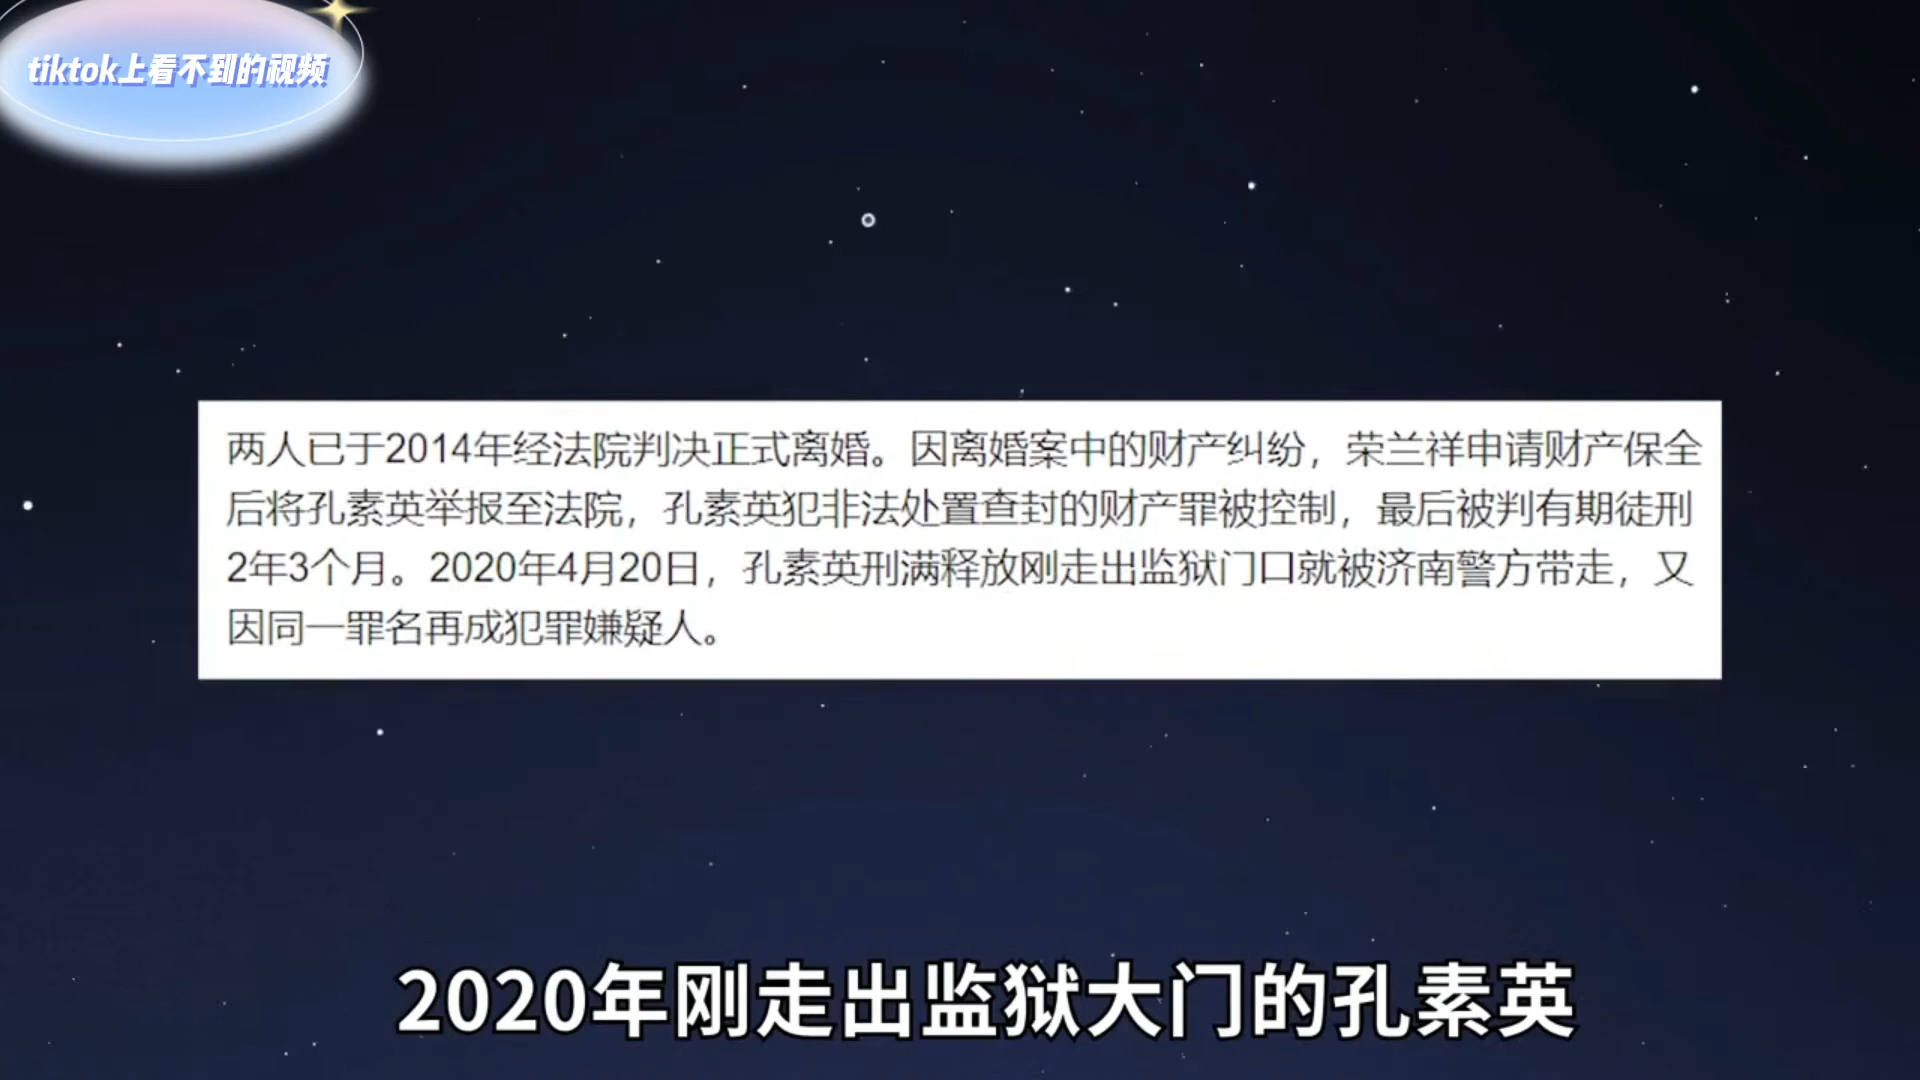 tiktok上看不到的视频
两人已于2014年经法院判决正式离婚。因离婚案中的财产纠纷，荣兰祥申请财产保全
后将孔素英举报至法院，孔素英犯非法处置查封的财产罪被控制，最后被判有期徒刑
2年3个月。2020年4月20日，孔素英刑满释放刚走出监狱门口就被济南警方带走，又
因同一罪名再成犯罪嫌疑人。
2020年刚走出监狱大门的孔素英